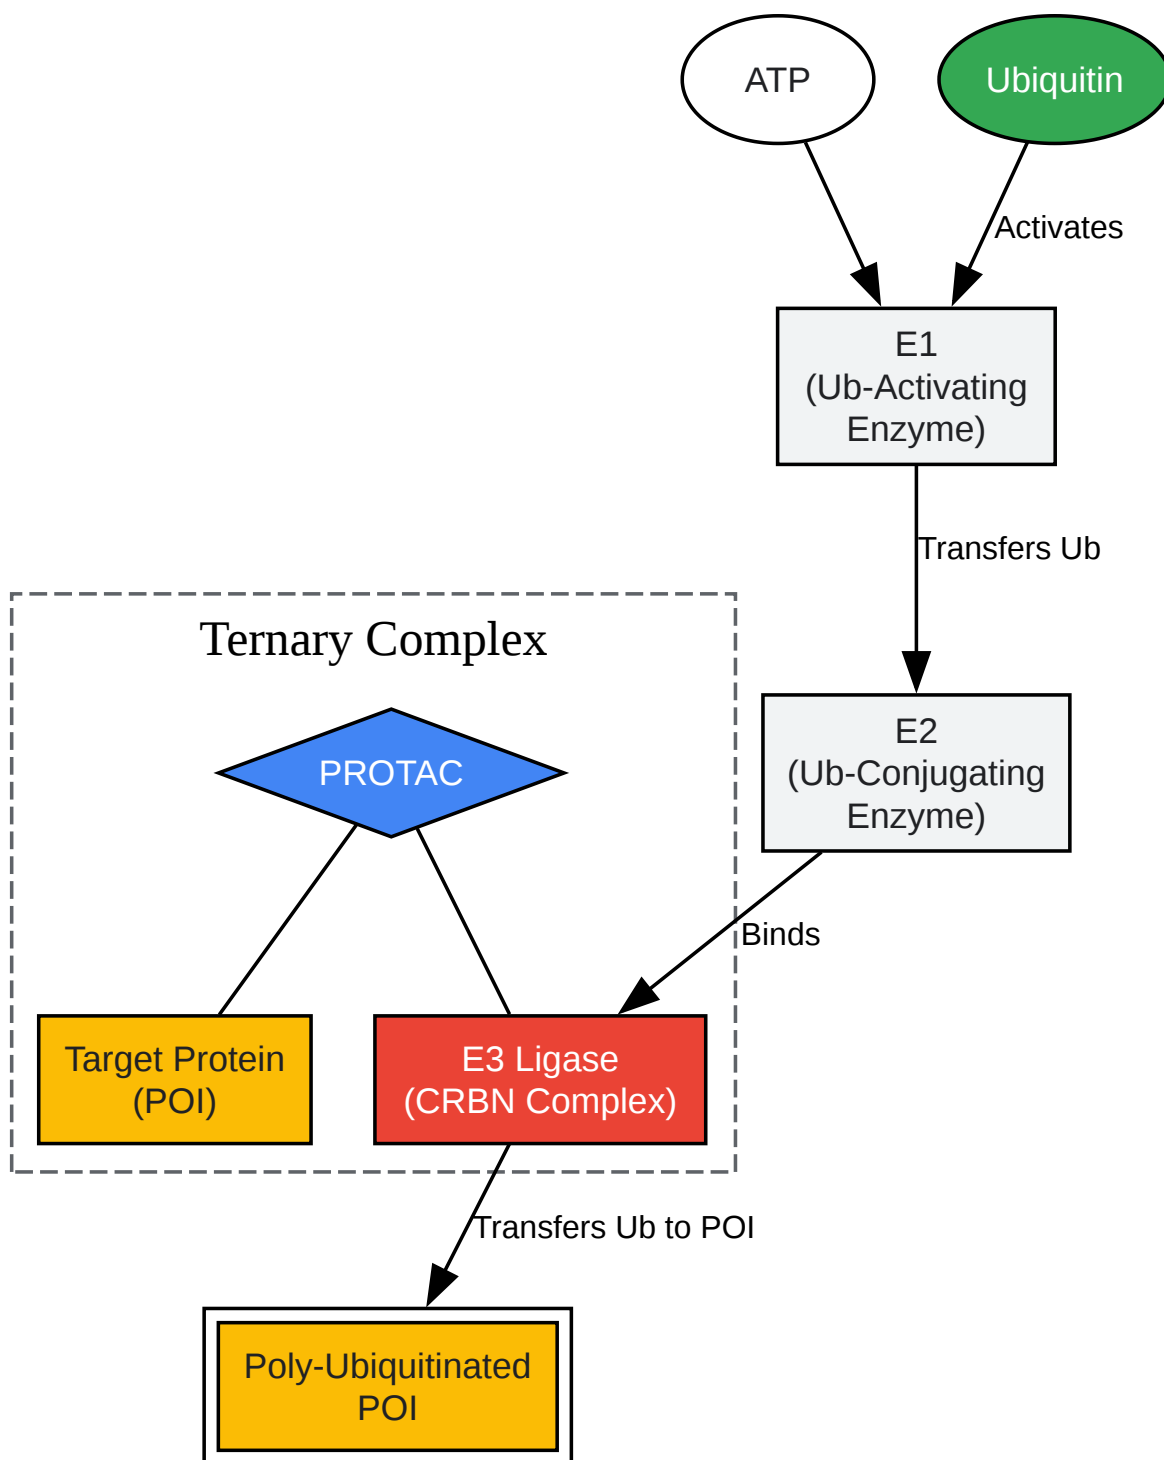 ATP
Ubiquitin
Activates
E1
(Ub-Activating
Enzyme)
Transfers Ub
Ternary Complex
PROTAC
E2
(Ub-Conjugating
Enzyme)
Binds
Target Protein
(POI)
E3 Ligase
(CRBN Complex)
Transfers Ub to POI
Poly-Ubiquitinated
POI